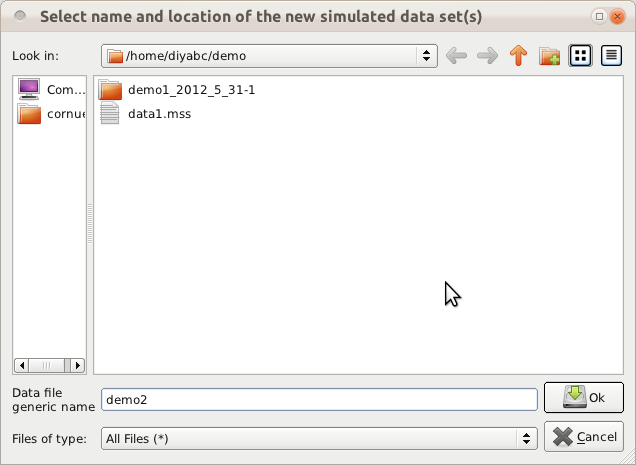 Select name and location of the new simulated data set(s)
Look in: /home/diyabc/demo
Com...
cornue
demo1_2012_5_31-1
data1.mss
Data file
generic name
demo2
Ok
Files of type: All Files (*)
Cancel